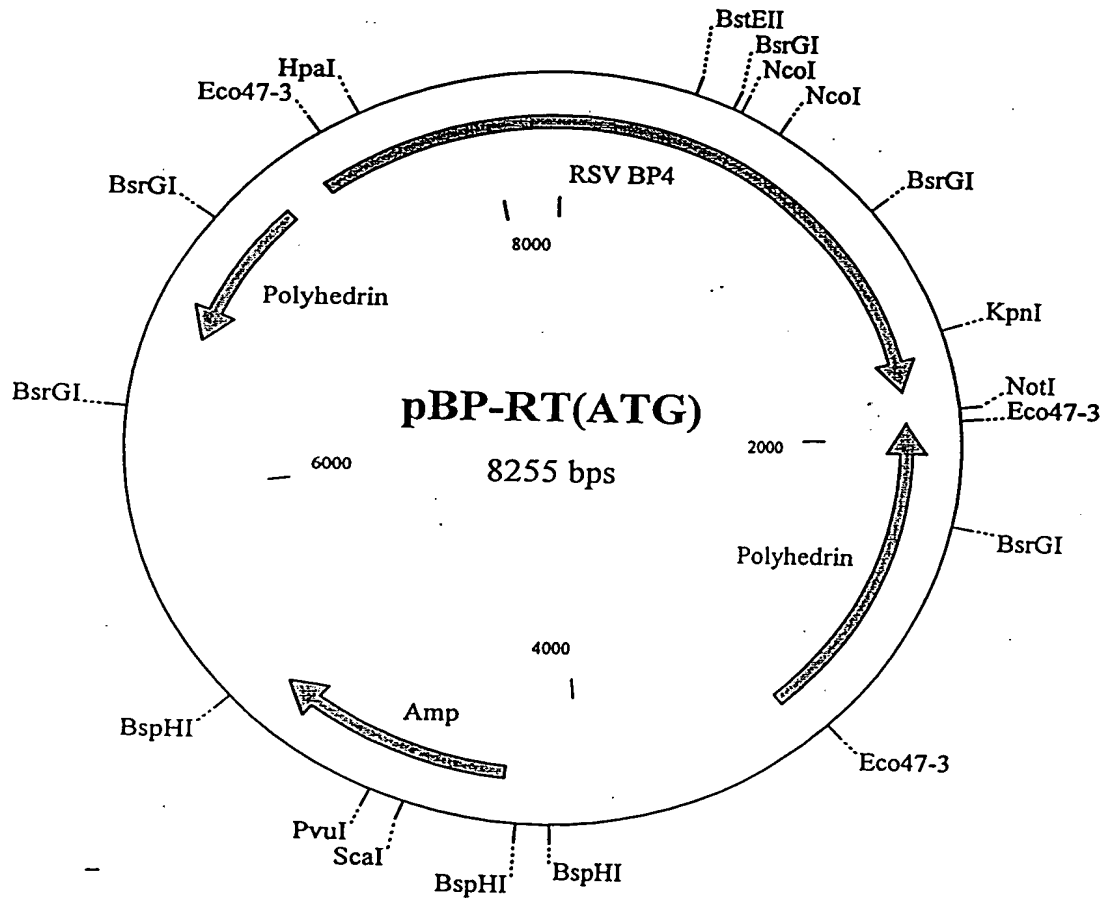 BstEII
BsrGI
NcoI
NcoI
HpaI
Eco47-3
BsrGI
RSV BP4
BsrGI
8000
Polyhedrin
KpnI
BsrGI
pBP-RT(ATG)
NotI
Eco47-3
2000
6000
8255 bps
BsrGI
Polyhedrin
4000
Amp
BspHI
Eco47-3
PvuI
ScaI
BspHI
BspHI